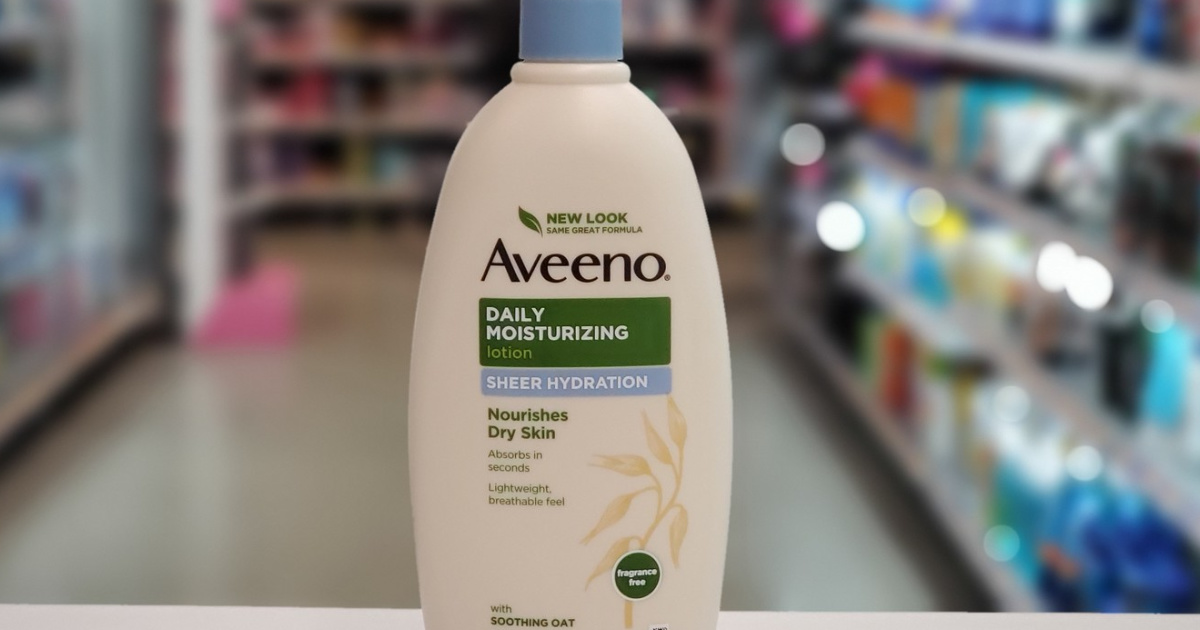 NEW LOOK
SAME GREAT FORMULA
Aveeno®
DAILY
MOISTURIZING
lotion
SHEER HYDRATION
Nourishes
Dry Skin
Absorbs in
seconds
Lightweight,
breathable feel
fragrance
free
with
SOOTHING OAT